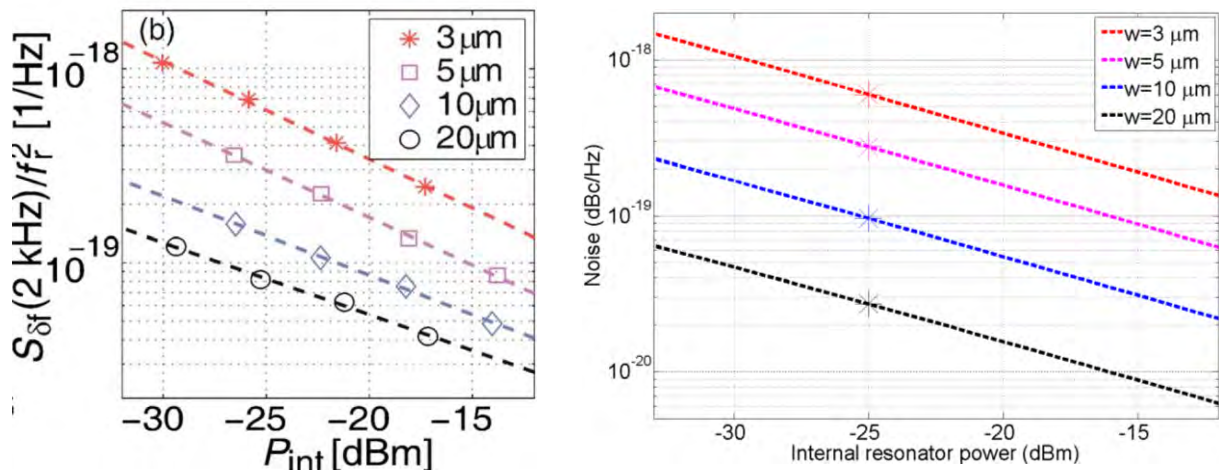 (b)
3 μm
5 μm
10μm
20μm
10⁻¹⁸
10⁻¹⁹
S_δf(2 kHz)/f_r² [1/Hz]
−30 −25 −20 −15
P_int [dBm]
w=3 μm
w=5 μm
w=10 μm
w=20 μm
10⁻¹⁸
10⁻¹⁹
10⁻²⁰
Noise (dBc/Hz)
-30 -25 -20 -15
Internal resonator power (dBm)